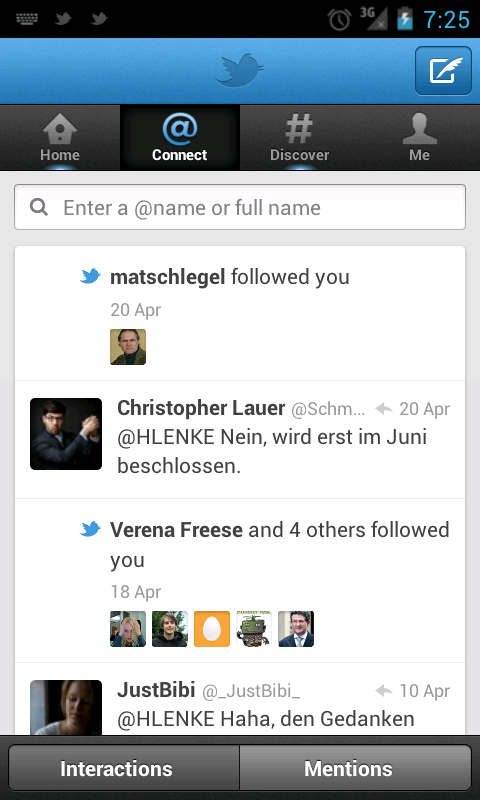 3G 7:25
Home Connect Discover Me
Enter a @name or full name
matschlegel followed you
20 Apr
Christopher Lauer @Schm... 20 Apr
@HLENKE Nein, wird erst im Juni
beschlossen.
Verena Freese and 4 others followed
you
18 Apr
JustBibi @_JustBibi_ 10 Apr
@HLENKE Haha, den Gedanken
Interactions Mentions